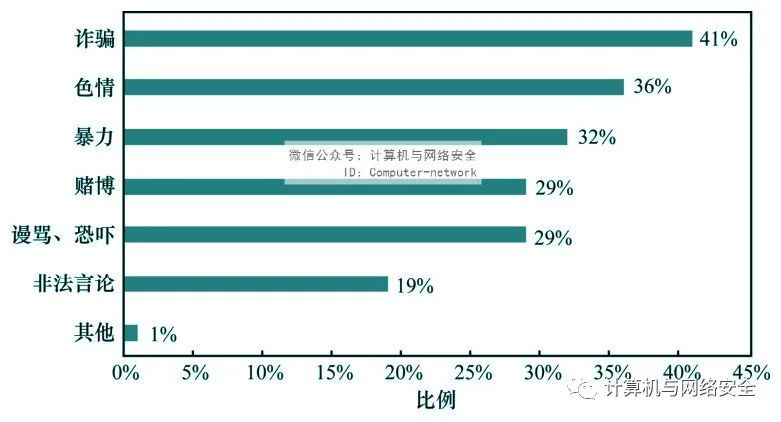 诈骗 41%
色情 36%
暴力 32%
微信公众号：计算机与网络安全
ID：Computer-network
赌博 29%
谩骂、恐吓 29%
非法言论 19%
其他 1%
0% 5% 10% 15% 20% 25% 30% 35% 40% 45%
比例
计算机与网络安全